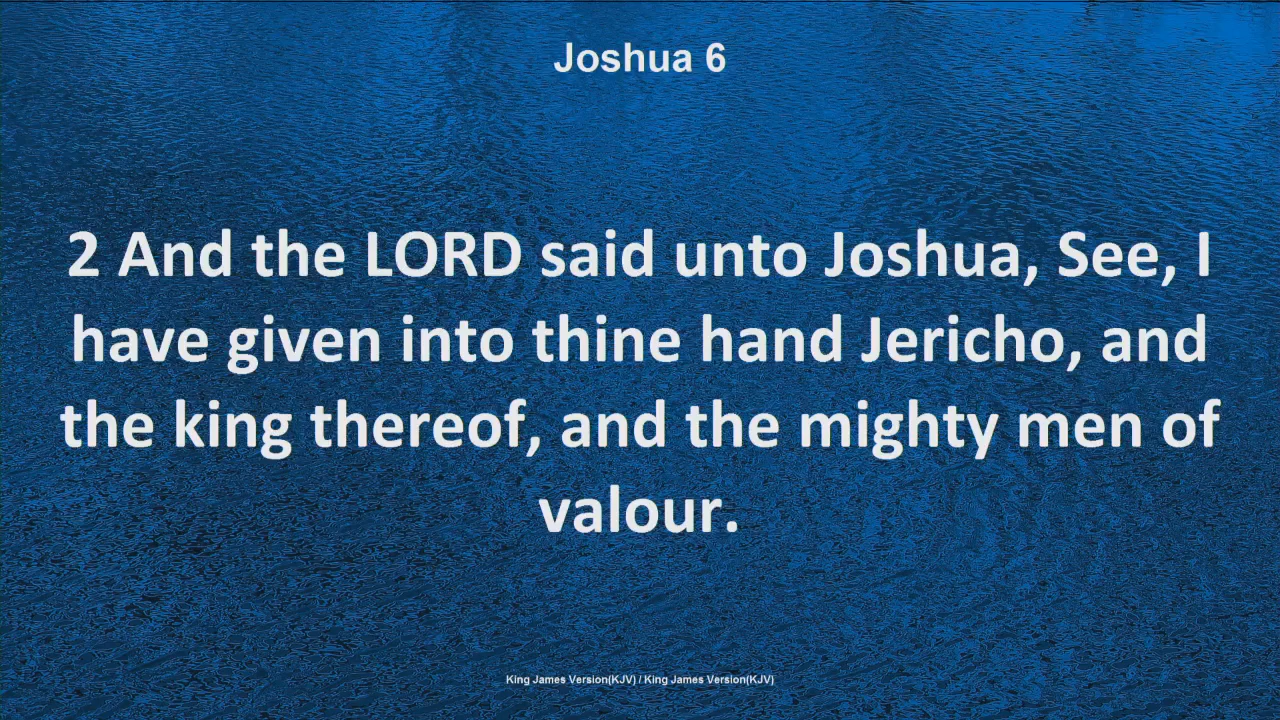 Joshua 6
2 And the LORD said unto Joshua, See, I
have given into thine hand Jericho, and
the king thereof, and the mighty men of
valour.
King James Version(KJV) / King James Version(KJV)